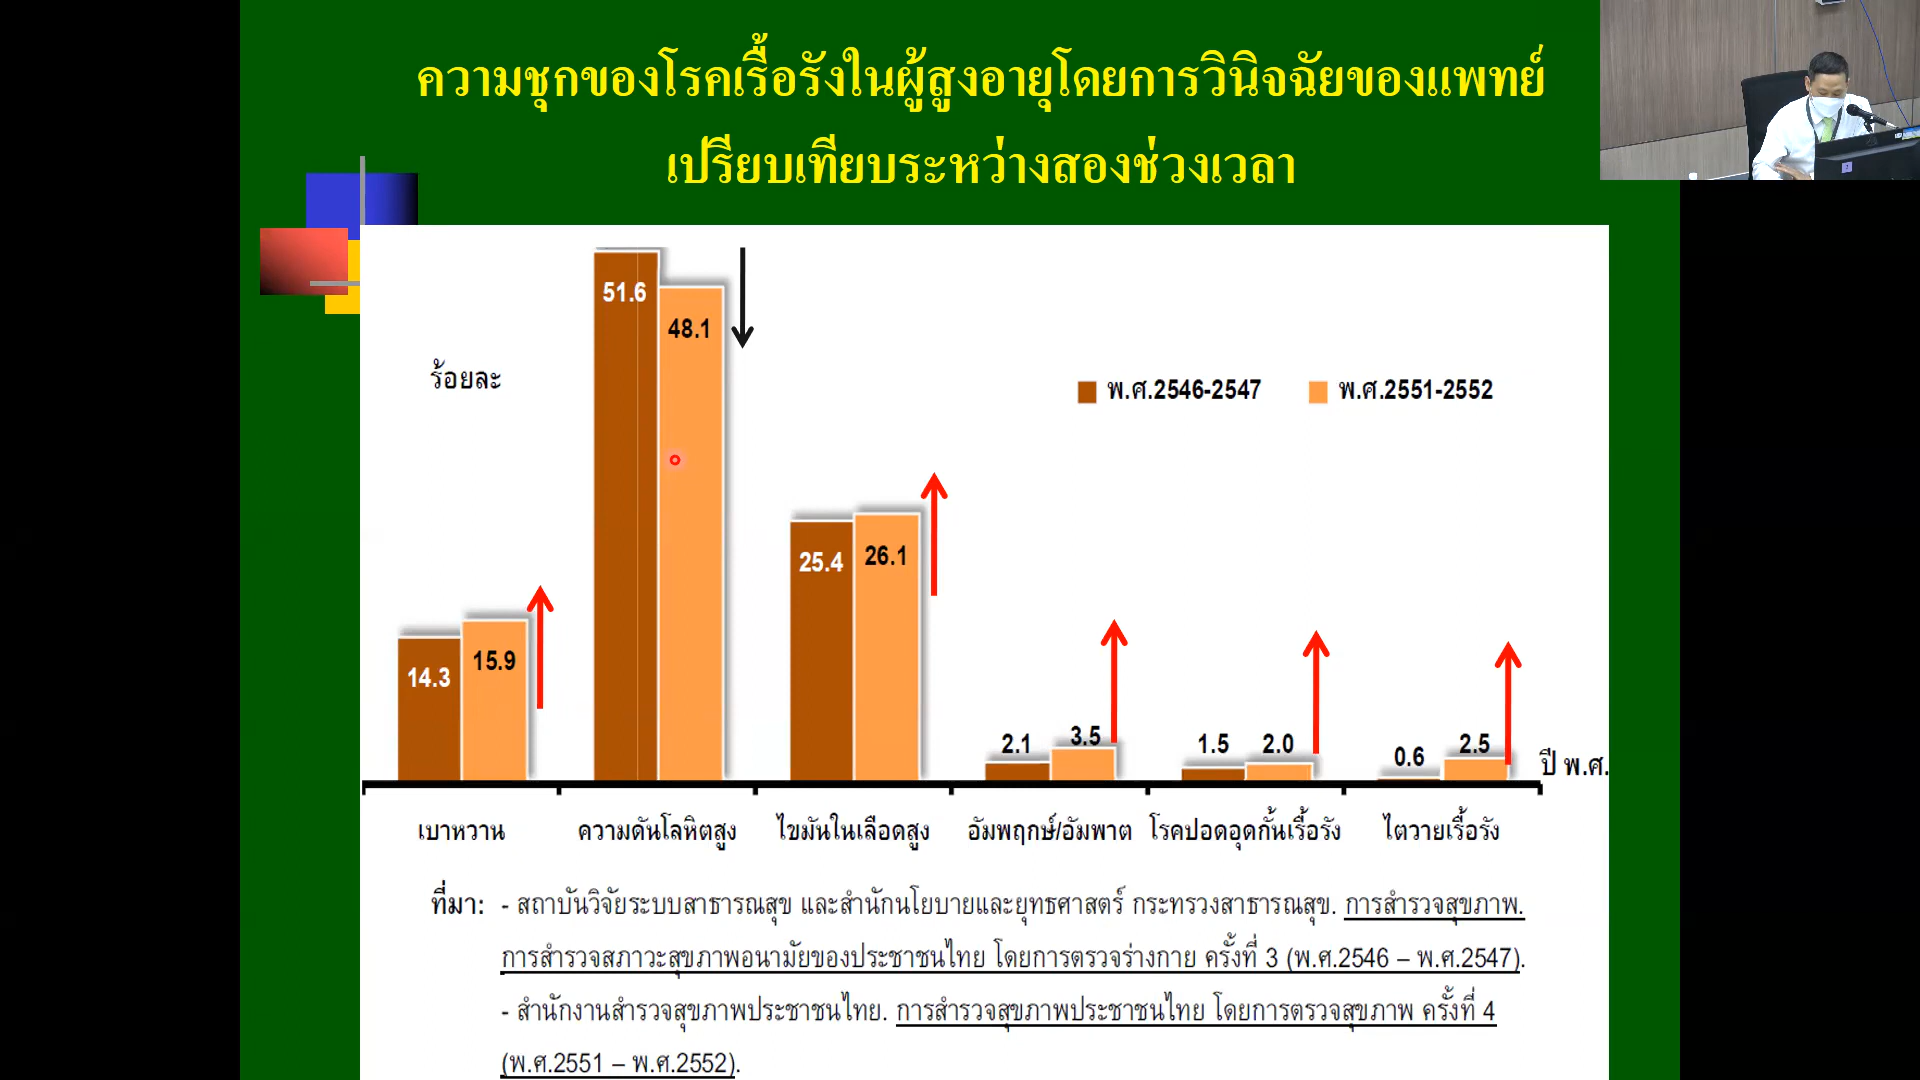 ความชุกของโรคเรื้อรังในผู้สูงอายุโดยการวินิจฉัยของแพทย์
เปรียบเทียบระหว่างสองช่วงเวลา
51.6
48.1
ร้อยละ
พ.ศ.2546-2547
พ.ศ.2551-2552
25.4
26.1
14.3
15.9
2.1
3.5
1.5
2.0
0.6
2.5
ปี พ.ศ.
เบาหวาน
ความดันโลหิตสูง
ไขมันในเลือดสูง
อัมพฤกษ์/อัมพาต
โรคปอดอุดกั้นเรื้อรัง
ไตวายเรื้อรัง
ที่มา: - สถาบันวิจัยระบบสาธารณสุข และสำนักนโยบายและยุทธศาสตร์ กระทรวงสาธารณสุข. การสำรวจสุขภาพ.
การสำรวจสภาวะสุขภาพอนามัยของประชาชนไทย โดยการตรวจร่างกาย ครั้งที่ 3 (พ.ศ.2546 – พ.ศ.2547).
- สำนักงานสำรวจสุขภาพประชาชนไทย. การสำรวจสุขภาพประชาชนไทย โดยการตรวจสุขภาพ ครั้งที่ 4
(พ.ศ.2551 – พ.ศ.2552).